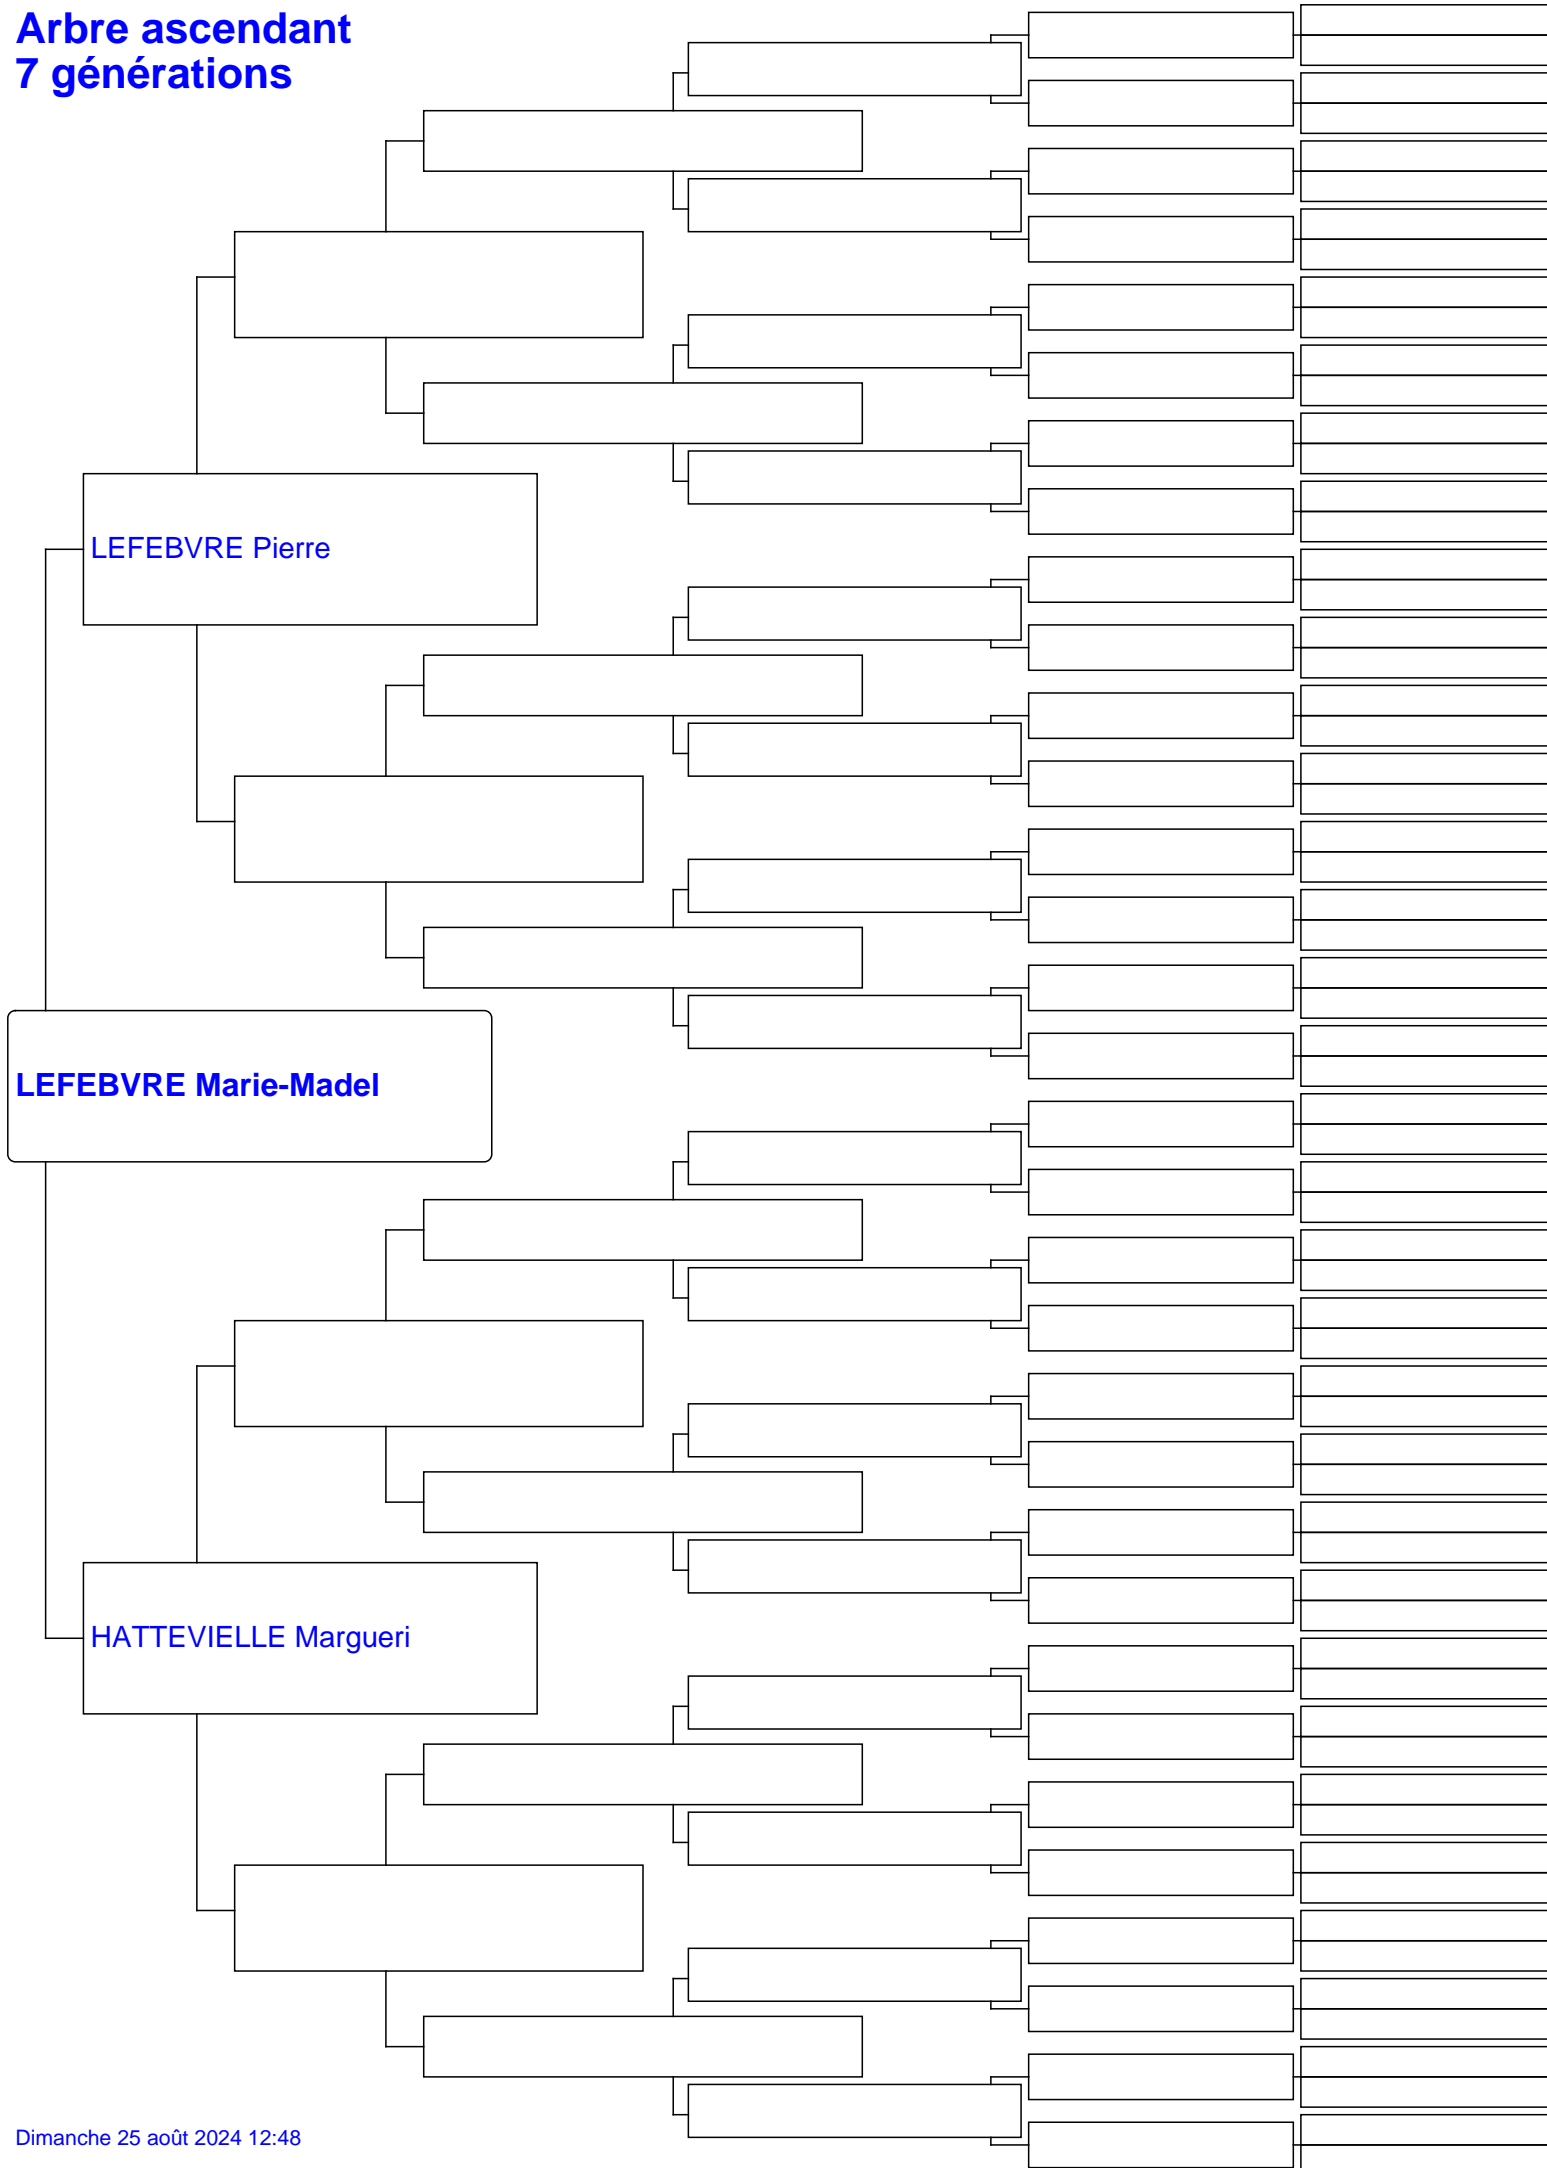 Arbre ascendant
7 générations
LEFEBVRE Pierre
LEFEBVRE Marie-Madel
HATTEVIELLE Margueri
Dimanche 25 août 2024 12:48